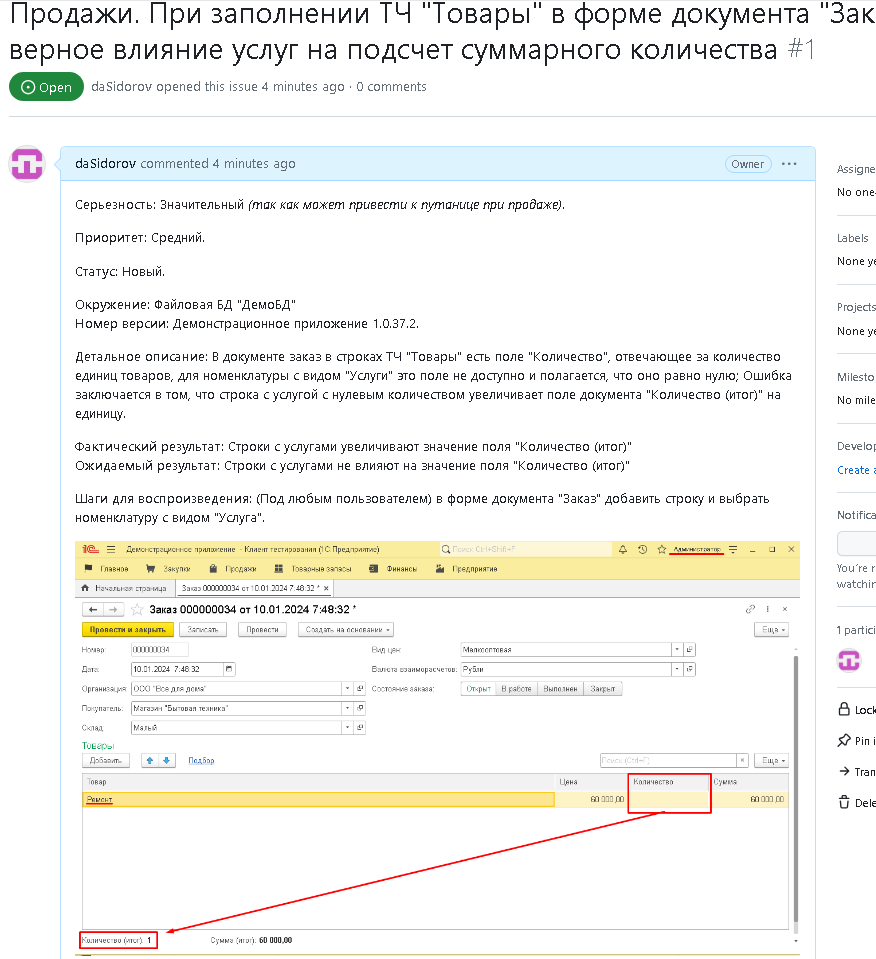 Продажи. При заполнении ТЧ "Товары" в форме документа "Зак
верное влияние услуг на подсчет суммарного количества #1
Open daSidorov opened this issue 4 minutes ago · 0 comments
daSidorov commented 4 minutes ago Owner ···
Серьезность: Значительный (так как может привести к путанице при продаже).
Приоритет: Средний.
Статус: Новый.
Окружение: Файловая БД "ДемоБД"
Номер версии: Демонстрационное приложение 1.0.37.2.
Детальное описание: В документе заказ в строках ТЧ "Товары" есть поле "Количество", отвечающее за количество
единиц товаров, для номенклатуры с видом "Услуги" это поле не доступно и полагается, что оно равно нулю; Ошибка
заключается в том, что строка с услугой с нулевым количеством увеличивает поле документа "Количество (итог)" на
единицу.
Фактический результат: Строки с услугами увеличивают значение поля "Количество (итог)"
Ожидаемый результат: Строки с услугами не влияют на значение поля "Количество (итог)"
Шаги для воспроизведения: (Под любым пользователем) в форме документа "Заказ" добавить строку и выбрать
номенклатуру с видом "Услуга".
Демонстрационное приложение - Клиент тестирования (1С:Предприятие) Поиск Ctrl+Shift+F Администратор
Главное Закупки Продажи Товарные запасы Финансы Предприятие
Начальная страница Заказ 000000034 от 10.01.2024 7:48:32 * ×
Заказ 000000034 от 10.01.2024 7:48:32 *
Провести и закрыть Записать Провести Создать на основании Еще
Номер: 000000034 Вид цен: Мелкооптовая
Дата: 10.01.2024 7:48:32 Валюта взаиморасчетов: Рубли
Организация: ООО "Все для дома" Состояние заказа: Открыт В работе Выполнен Закрыт
Покупатель: Магазин "Бытовая техника"
Склад: Малый
Товары
Добавить Подбор Поиск (Ctrl+F) × Еще
Товар Цена Количество Сумма
Ремонт 60 000,00 60 000,00
Количество (итог): 1 Сумма (итог): 60 000,00
Assigne
No one
Labels
None ye
Projects
None ye
Milesto
No mile
Develop
Create a
Notifica
You're r
watchin
1 partici
Lock
Pin i
Tran
Dele